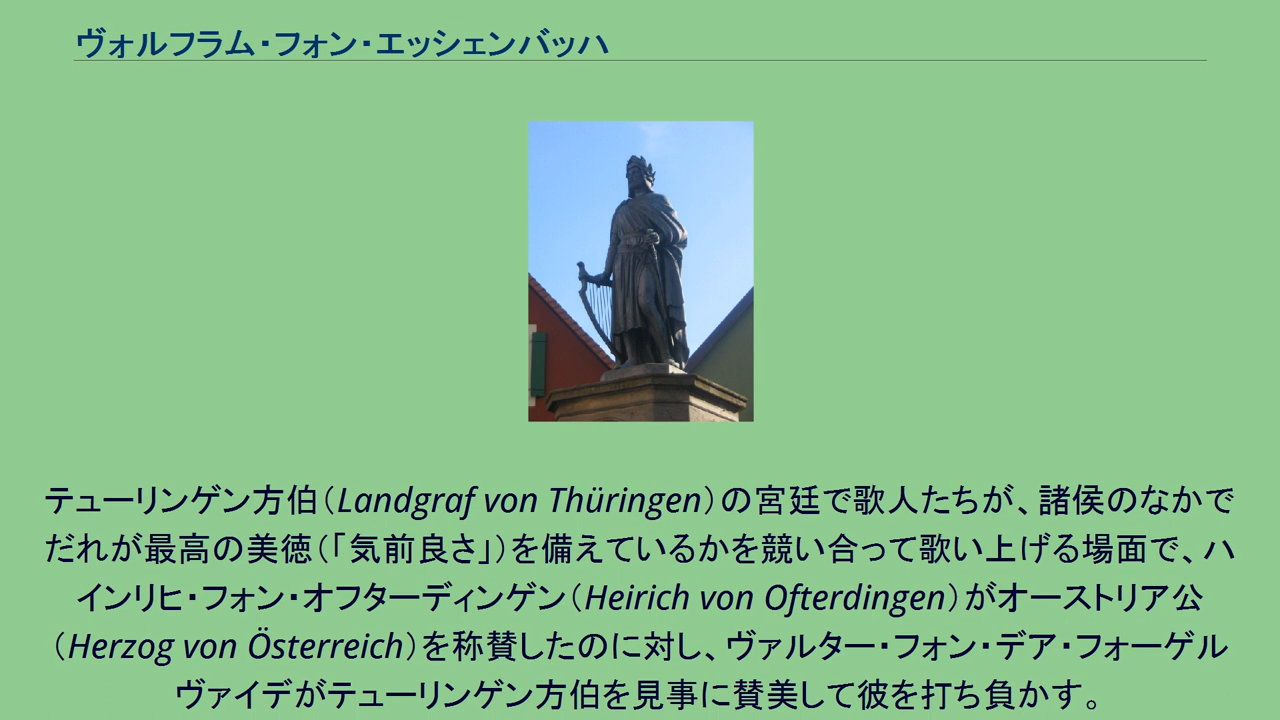 ヴォルフラム・フォン・エッシェンバッハ
テューリンゲン方伯（Landgraf von Thüringen）の宮廷で歌人たちが、諸侯のなかで
だれが最高の美徳（「気前良さ」）を備えているかを競い合って歌い上げる場面で、ハ
インリヒ・フォン・オフターディンゲン（Heirich von Ofterdingen）がオーストリア公
（Herzog von Österreich）を称賛したのに対し、ヴァルター・フォン・デア・フォーゲル
ヴァイデがテューリンゲン方伯を見事に賛美して彼を打ち負かす。